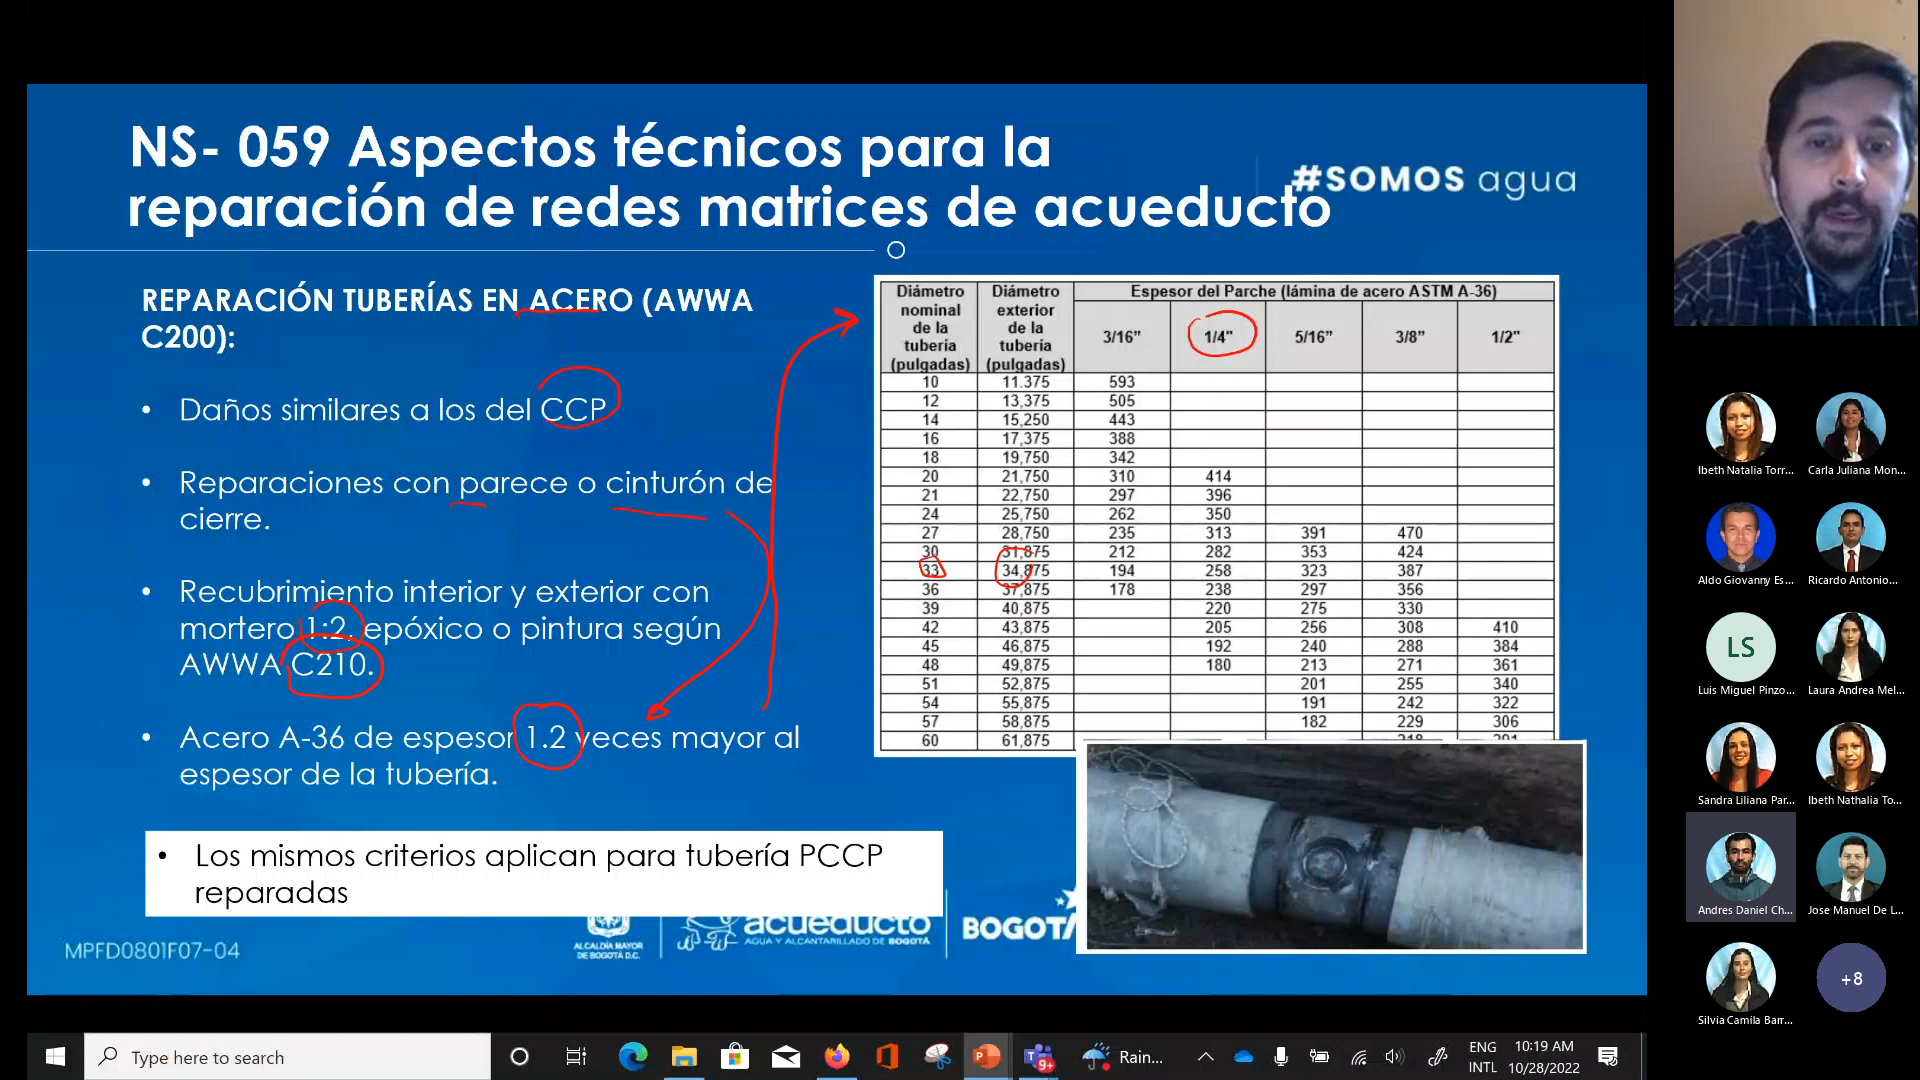 NS- 059 Aspectos técnicos para la
reparación de redes matrices de acueducto
#SOMOS agua
REPARACIÓN TUBERÍAS EN ACERO (AWWA
C200):
• Daños similares a los del CCP
• Reparaciones con parece o cinturón de
cierre.
• Recubrimiento interior y exterior con
mortero 1:2, epóxico o pintura según
AWWA C210.
• Acero A-36 de espesor 1.2 veces mayor al
espesor de la tubería.
• Los mismos criterios aplican para tubería PCCP
reparadas
Diámetro nominal de la tubería (pulgadas) Diámetro exterior de la tubería (pulgadas) Espesor del Parche (lámina de acero ASTM A-36)
3/16” 1/4" 5/16” 3/8” 1/2"
10 11.375 593
12 13,375 505
14 15,250 443
16 17,375 388
18 19,750 342
20 21,750 310 414
21 22,750 297 396
24 25,750 262 350
27 28,750 235 313 391 470
30 31,875 212 282 353 424
33 34,875 194 258 323 387
36 37,875 178 238 297 356
39 40,875 220 275 330
42 43,875 205 256 308 410
45 46,875 192 240 288 384
48 49,875 180 213 271 361
51 52,875 201 255 340
54 55,875 191 242 322
57 58,875 182 229 306
60 61,875
MPFD0801F07-04
ALCALDÍA MAYOR
DE BOGOTÁ D.C.
acueducto
AGUA Y ALCANTARILLADO DE BOGOTÁ
BOGOTÁ
Ibeth Natalia Torr...
Carla Juliana Mon...
Aldo Giovanny Es...
Ricardo Antonio...
LS
Luis Miguel Pinzo...
Laura Andrea Mel...
Sandra Liliana Par...
Ibeth Nathalia To...
Andres Daniel Ch...
Jose Manuel De L...
Silvia Camila Barr...
+8
Type here to search
9+
Rain...
ENG
INTL
10:19 AM
10/28/2022